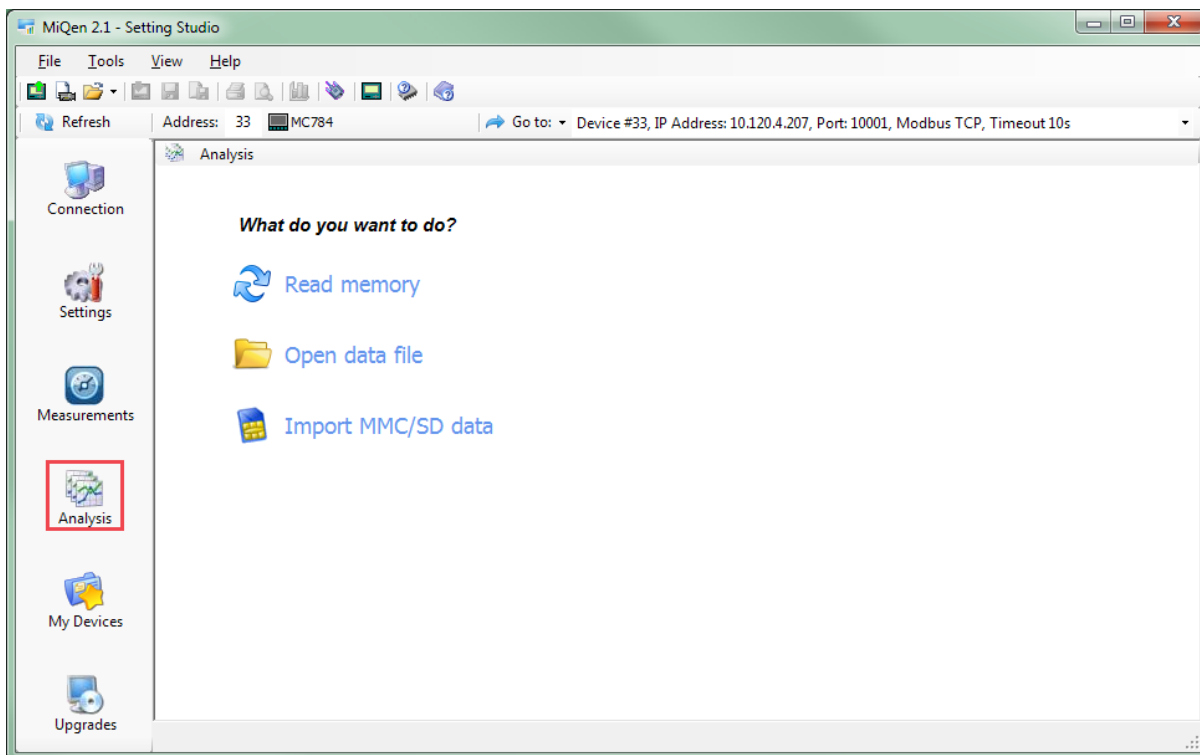 MiQen 2.1 - Setting Studio
File Tools View Help
Refresh Address: 33 MC784 Go to: Device #33, IP Address: 10.120.4.207, Port: 10001, Modbus TCP, Timeout 10s
Analysis
Connection
What do you want to do?
Read memory
Settings
Open data file
Measurements
Import MMC/SD data
Analysis
My Devices
Upgrades